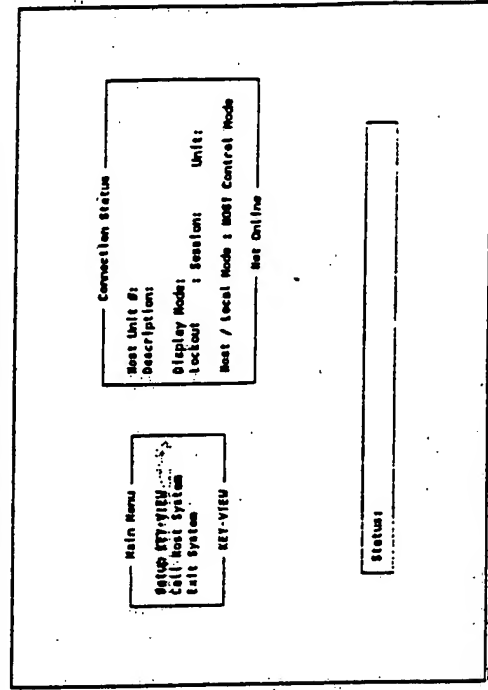 Main Menu
Setup KEY-VIEW
Call Host System
Exit System
KEY-VIEW
Connection Status
Host Unit #:
Description:
Display Mode:
Lockout : Session: Unit:
Host / Local Mode : HOST Control Mode
Not Online
Status: